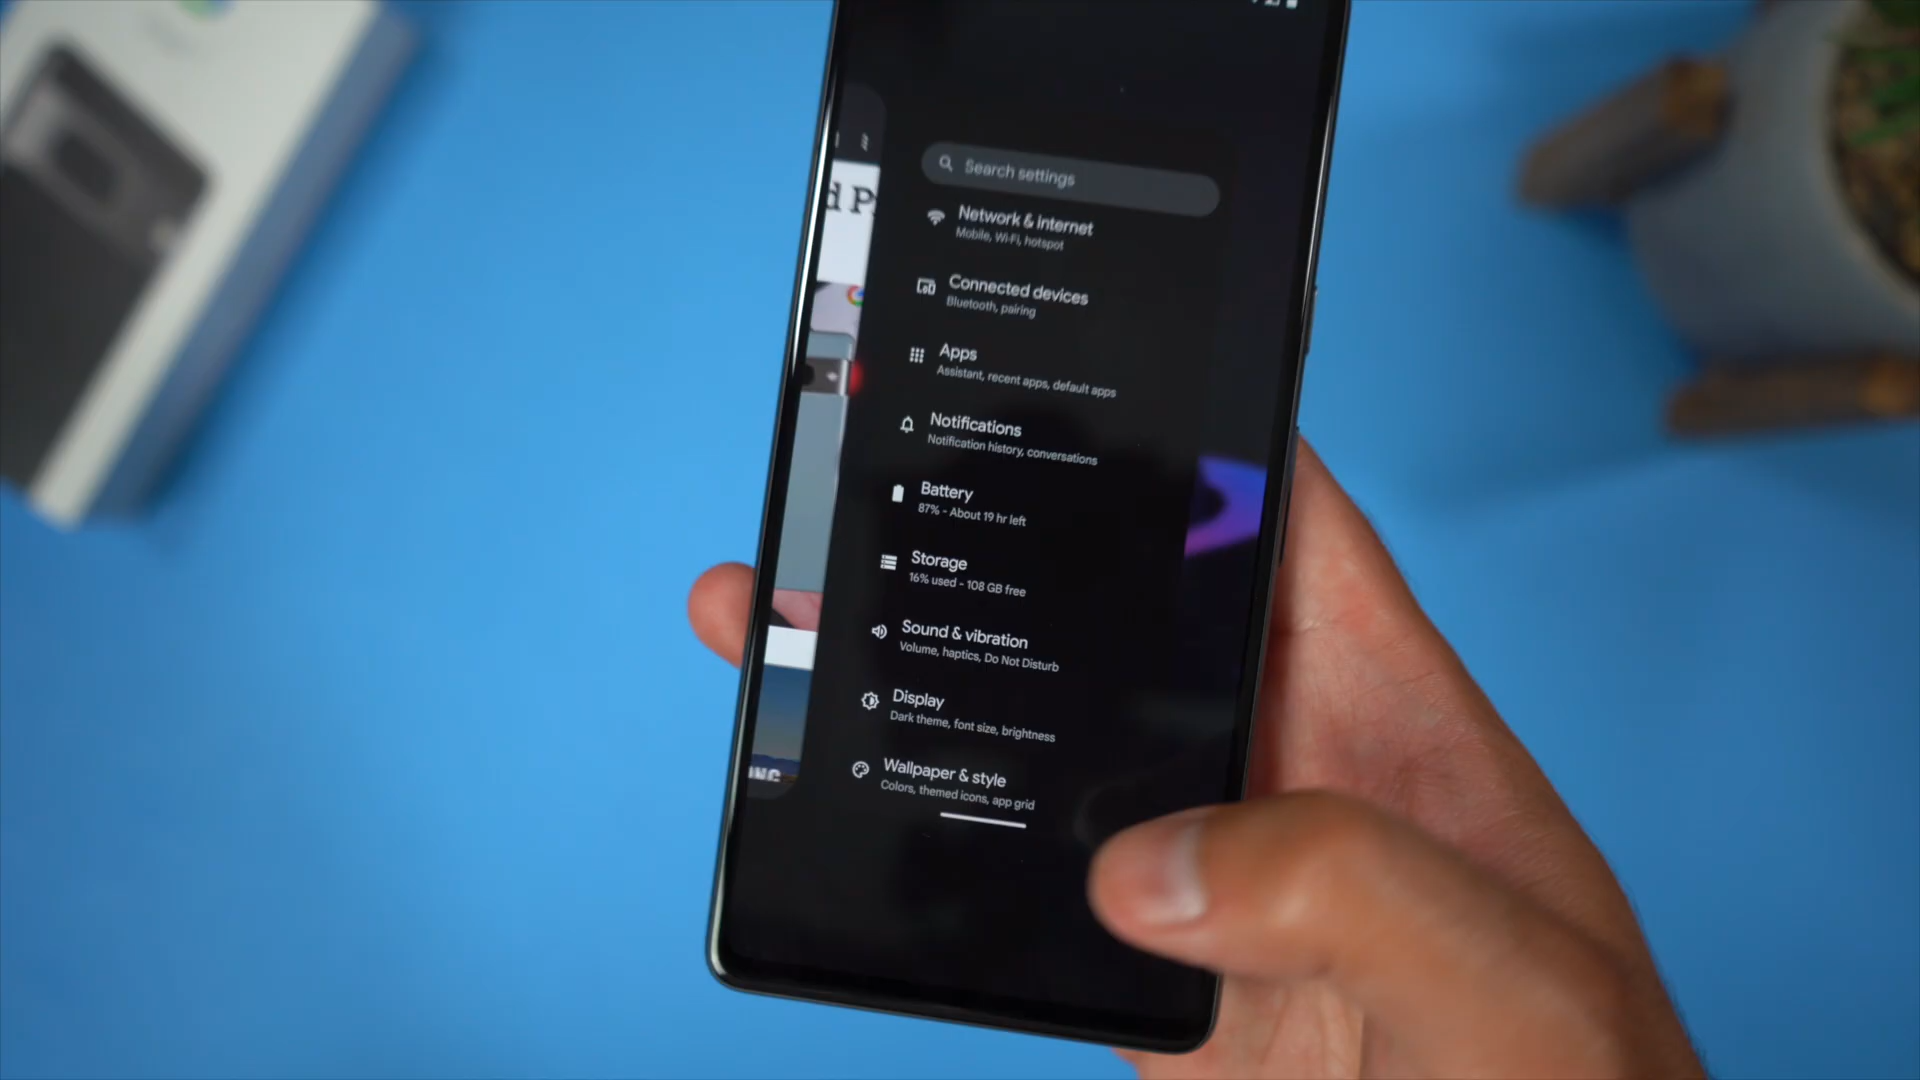 d P
Search settings
Network & internet
Mobile, Wi-Fi, hotspot
Connected devices
Bluetooth, pairing
Apps
Assistant, recent apps, default apps
Notifications
Notification history, conversations
Battery
87% - About 19 hr left
Storage
16% used - 108 GB free
Sound & vibration
Volume, haptics, Do Not Disturb
Display
Dark theme, font size, brightness
Wallpaper & style
Colors, themed icons, app grid